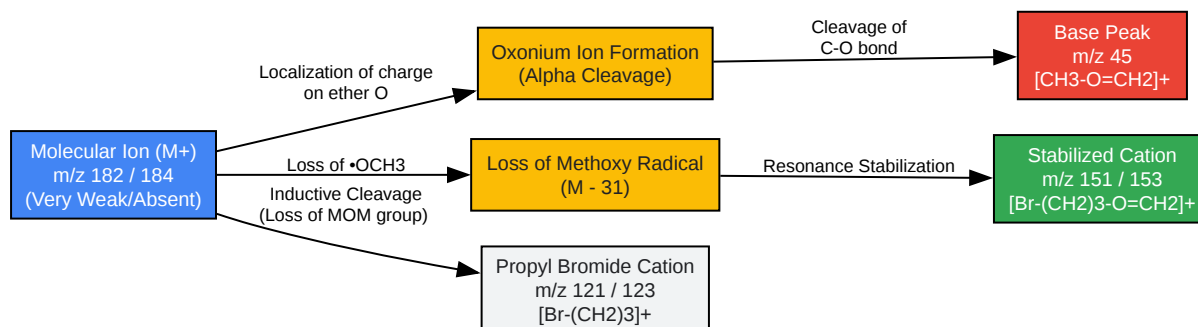 Localization of charge
on ether O
Oxonium Ion Formation
(Alpha Cleavage)
Cleavage of
C-O bond
Base Peak
m/z 45
[CH3-O=CH2]+
Molecular Ion (M+)
m/z 182 / 184
(Very Weak/Absent)
Loss of •OCH3
Inductive Cleavage
(Loss of MOM group)
Loss of Methoxy Radical
(M - 31)
Resonance Stabilization
Stabilized Cation
m/z 151 / 153
[Br-(CH2)3-O=CH2]+
Propyl Bromide Cation
m/z 121 / 123
[Br-(CH2)3]+